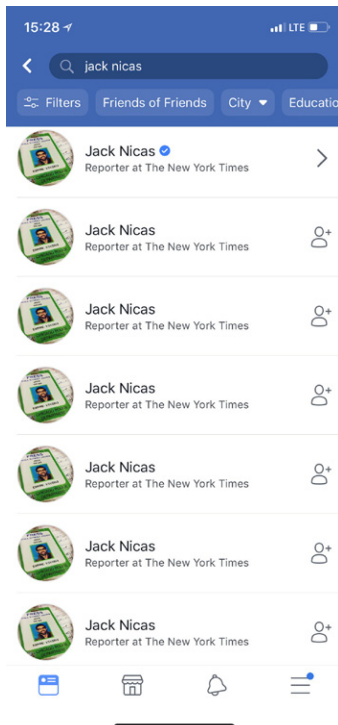 15:28
LTE
jack nicas
Filters
Friends of Friends
City
Educatio
Jack Nicas
Reporter at The New York Times
Jack Nicas
Reporter at The New York Times
Jack Nicas
Reporter at The New York Times
Jack Nicas
Reporter at The New York Times
Jack Nicas
Reporter at The New York Times
Jack Nicas
Reporter at The New York Times
Jack Nicas
Reporter at The New York Times